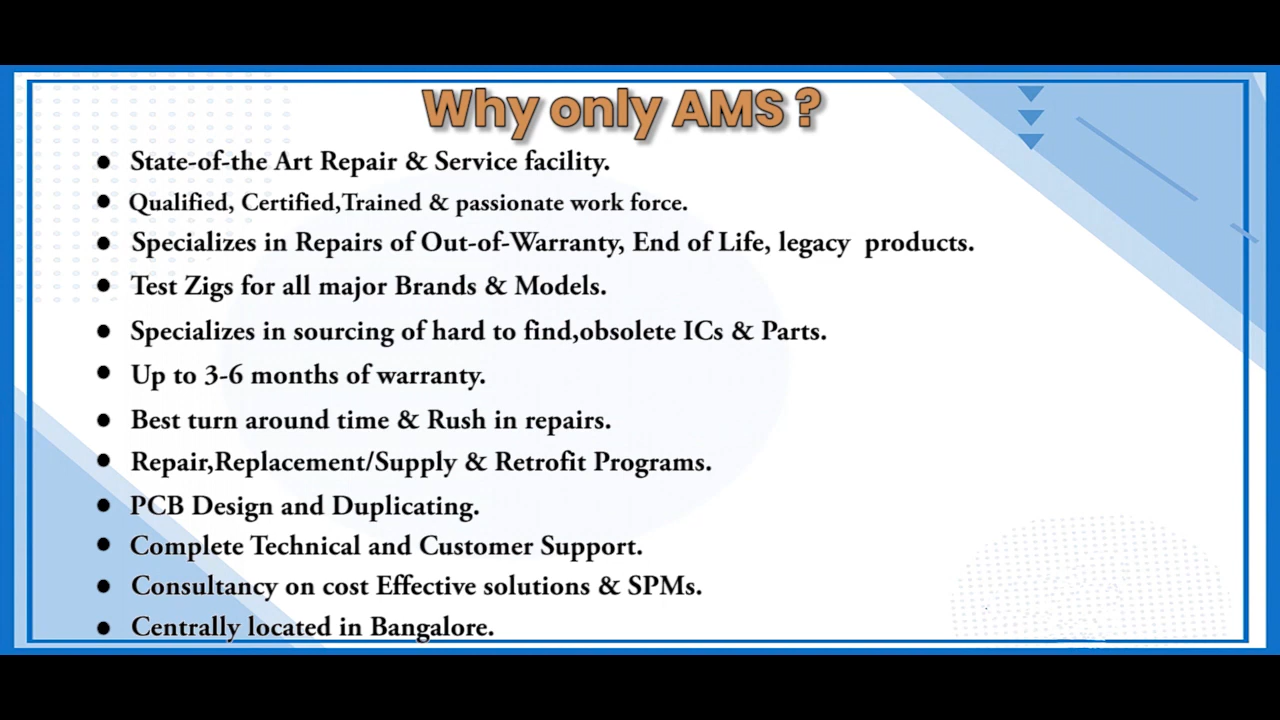 Why only AMS ?
● State-of-the Art Repair & Service facility.
● Qualified, Certified,Trained & passionate work force.
● Specializes in Repairs of Out-of-Warranty, End of Life, legacy  products.
● Test Zigs for all major Brands & Models.
● Specializes in sourcing of hard to find,obsolete ICs & Parts.
● Up to 3-6 months of warranty.
● Best turn around time & Rush in repairs.
● Repair,Replacement/Supply & Retrofit Programs.
● PCB Design and Duplicating.
● Complete Technical and Customer Support.
● Consultancy on cost Effective solutions & SPMs.
● Centrally located in Bangalore.